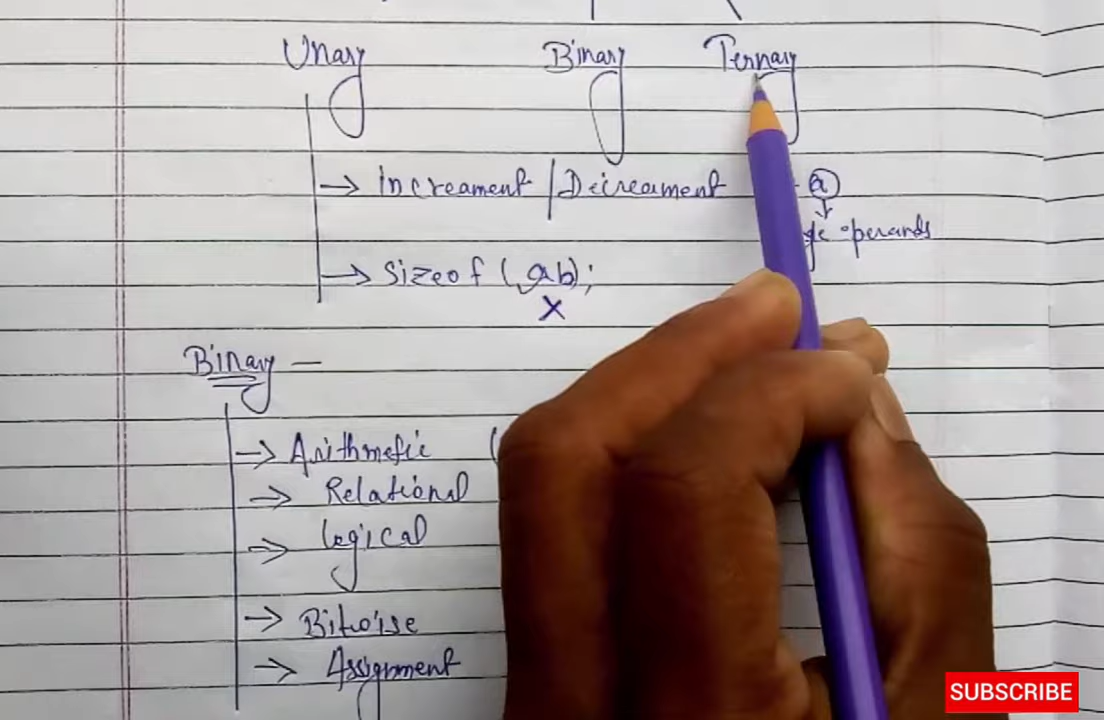 Unary Binary Ternary
→ Increament / Decreament a
operands
→ Sizeof (ab);
X
Binary —
→ Arithmetic (
→ Relational
→ Logical
→ Bitwise
→ Assignment
SUBSCRIBE